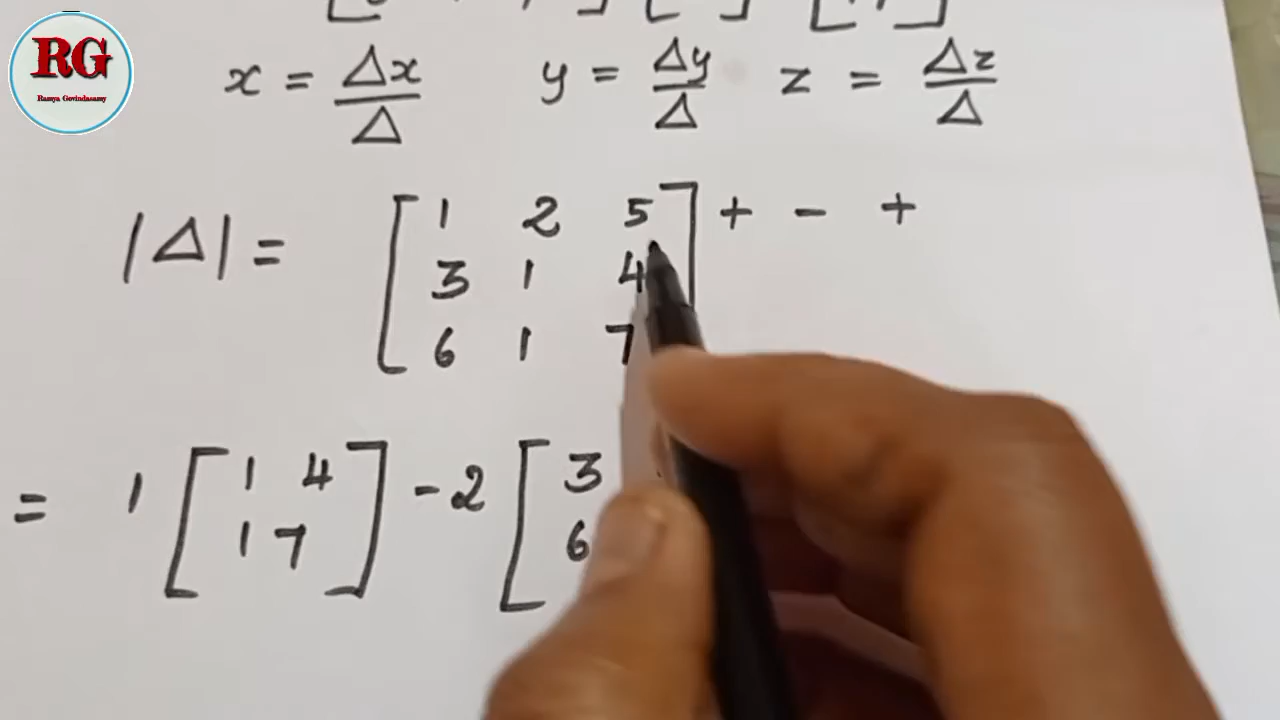 RG
Ramya Govindasamy
x = Δx/Δ y = Δy/Δ z = Δz/Δ
|Δ| = [1 2 5] + - +
3 1 4
6 1 7
= 1 [1 4] -2 [3
1 7 6